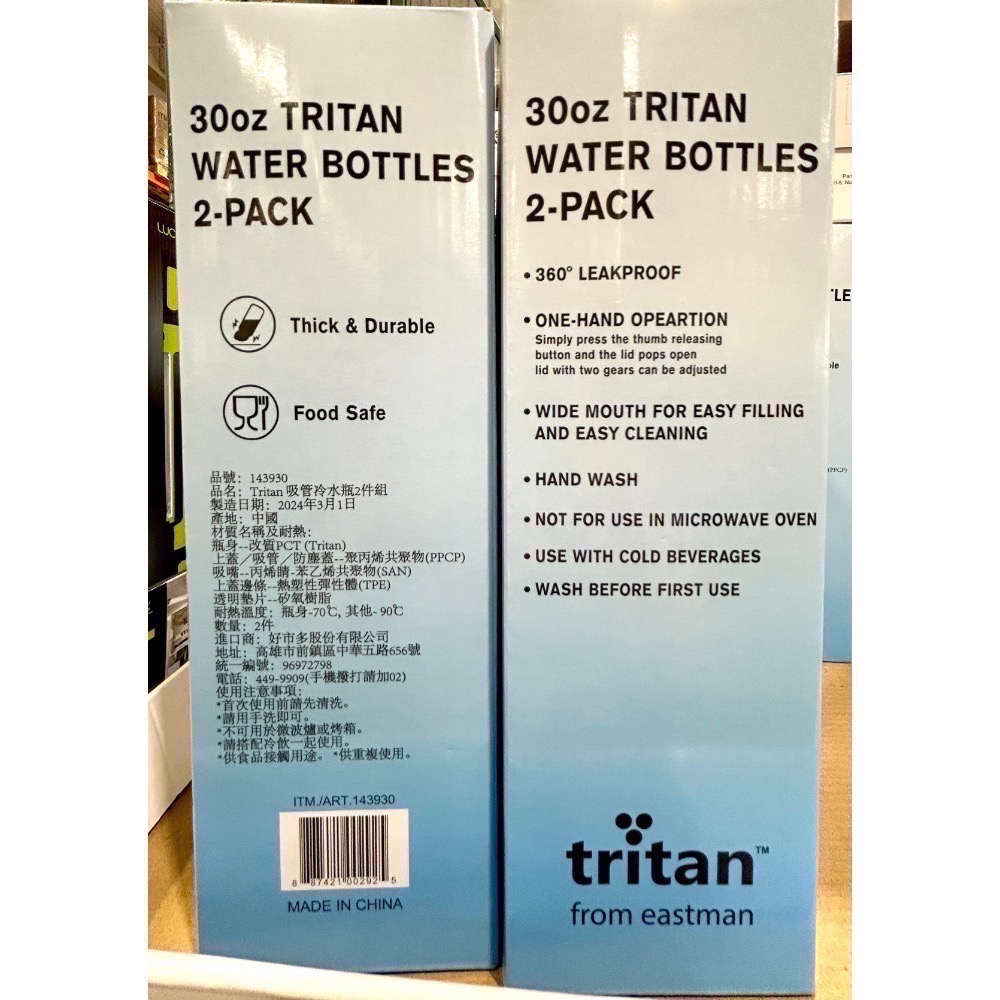 30oz TRITAN
WATER BOTTLES
2-PACK
Thick & Durable
Food Safe
品號：143930
品名：Tritan 吸管冷水瓶2件組
製造日期：2024年3月1日
產地：中國
材質名稱及耐熱：
瓶身--改質PCT (Tritan)
上蓋／吸管／防塵蓋--聚丙烯共聚物(PPCP)
吸嘴--丙烯睛-苯乙烯共聚物(SAN)
上蓋邊條--熱塑性彈性體(TPE)
透明墊片--矽氧樹脂
耐熱溫度：瓶身-70℃, 其他- 90℃
數量：2件
進口商：好市多股份有限公司
地址：高雄市前鎮區中華五路656號
統一編號：96972798
電話：449-9909(手機撥打請加02)
使用注意事項：
*首次使用前請先清洗。
*請用手洗即可。
*不可用於微波爐或烤箱。
*請搭配冷飲一起使用。
*供食品接觸用途。 *供重複使用。
ITM./ART.143930
8 87421 00292 5
MADE IN CHINA
30oz TRITAN
WATER BOTTLES
2-PACK
• 360° LEAKPROOF
• ONE-HAND OPEARTION
Simply press the thumb releasing
button and the lid pops open
lid with two gears can be adjusted
• WIDE MOUTH FOR EASY FILLING
AND EASY CLEANING
• HAND WASH
• NOT FOR USE IN MICROWAVE OVEN
• USE WITH COLD BEVERAGES
• WASH BEFORE FIRST USE
tritan™
from eastman
LUC
TLE
(PPCP)